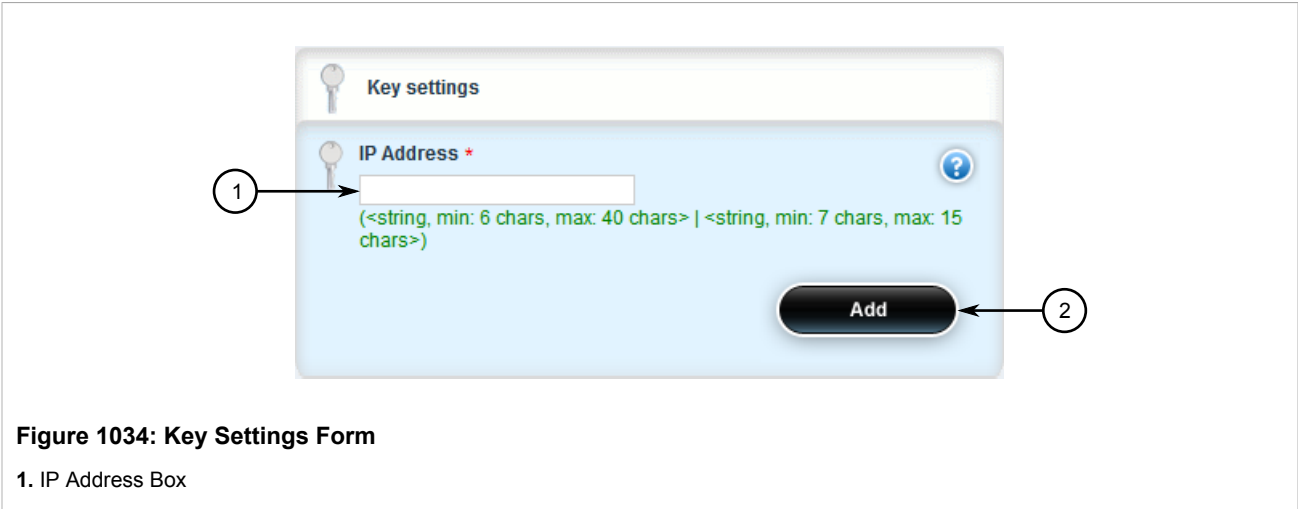 Key settings
IP Address *
1
(<string, min: 6 chars, max: 40 chars> | <string, min: 7 chars, max: 15
chars>)
?
Add
2
Figure 1034: Key Settings Form
1. IP Address Box